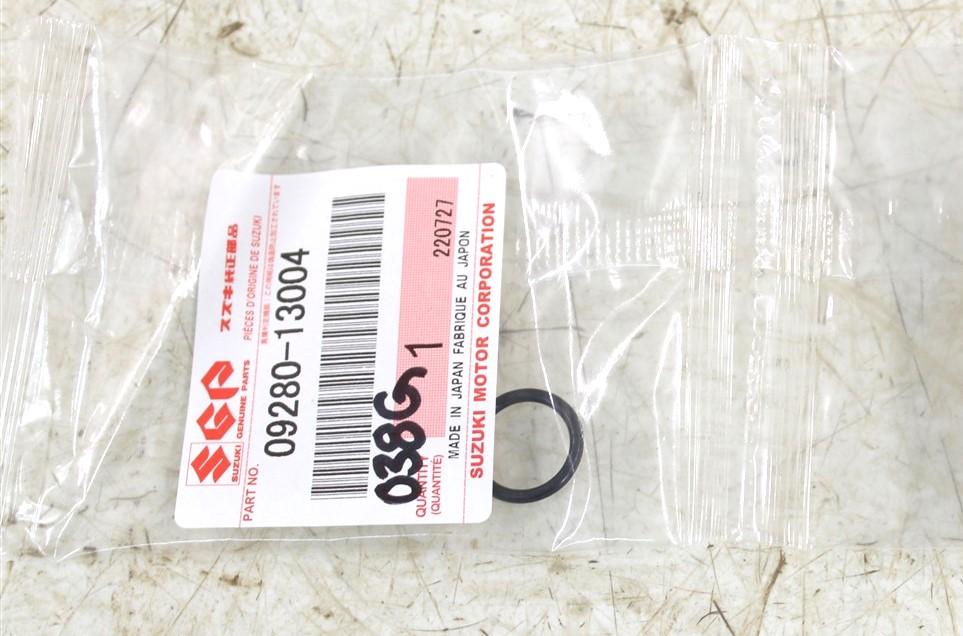 SGP
スズキ純正部品
SUZUKI GENUINE PARTS
PIÈCES D'ORIGINE DE SUZUKI
PART NO.
09280-13004
038G
1
220727
QUANTITY
(QUANTITÉ)
MADE IN JAPAN FABRIQUE AU JAPON
SUZUKI MOTOR CORPORATION